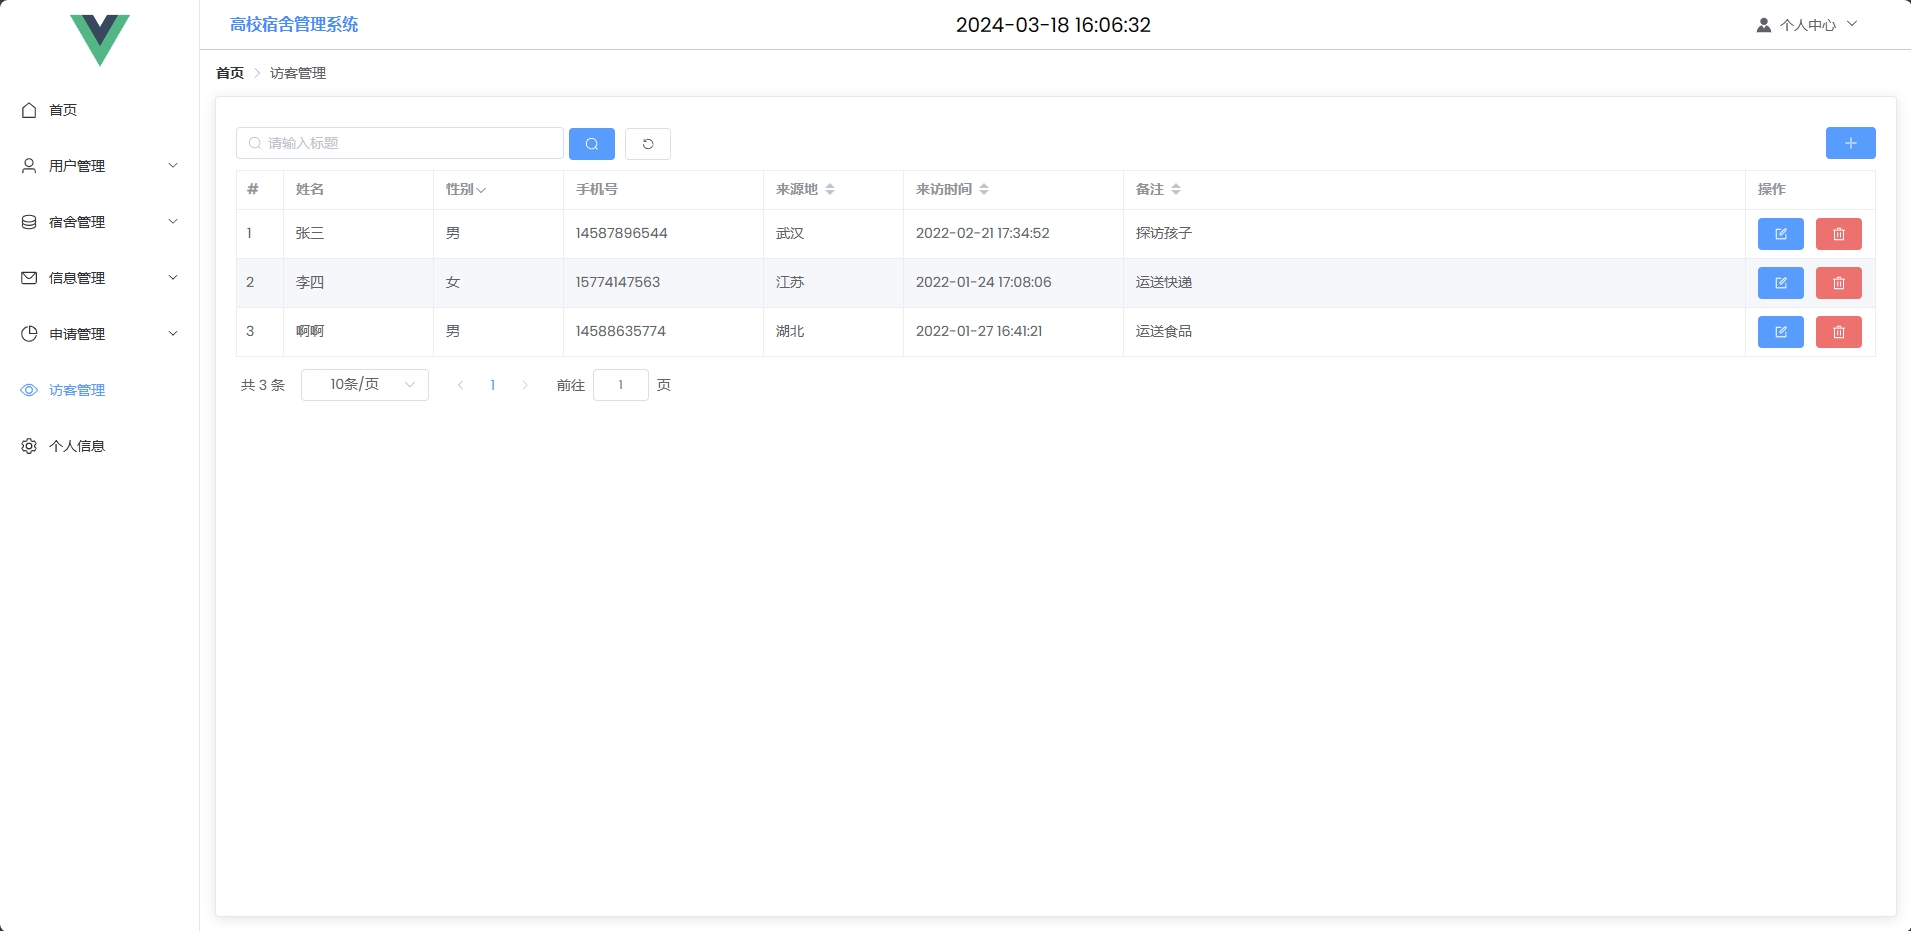 高校宿舍管理系统 2024-03-18 16:06:32 个人中心
首页 访客管理
首页
用户管理
宿舍管理
信息管理
申请管理
访客管理
个人信息
请输入标题
# 姓名 性别 手机号 来源地 来访时间 备注 操作
1 张三 男 14587896544 武汉 2022-02-21 17:34:52 探访孩子
2 李四 女 15774147563 江苏 2022-01-24 17:08:06 运送快递
3 啊啊 男 14588635774 湖北 2022-01-27 16:41:21 运送食品
共 3 条 10条/页 1 前往 1 页